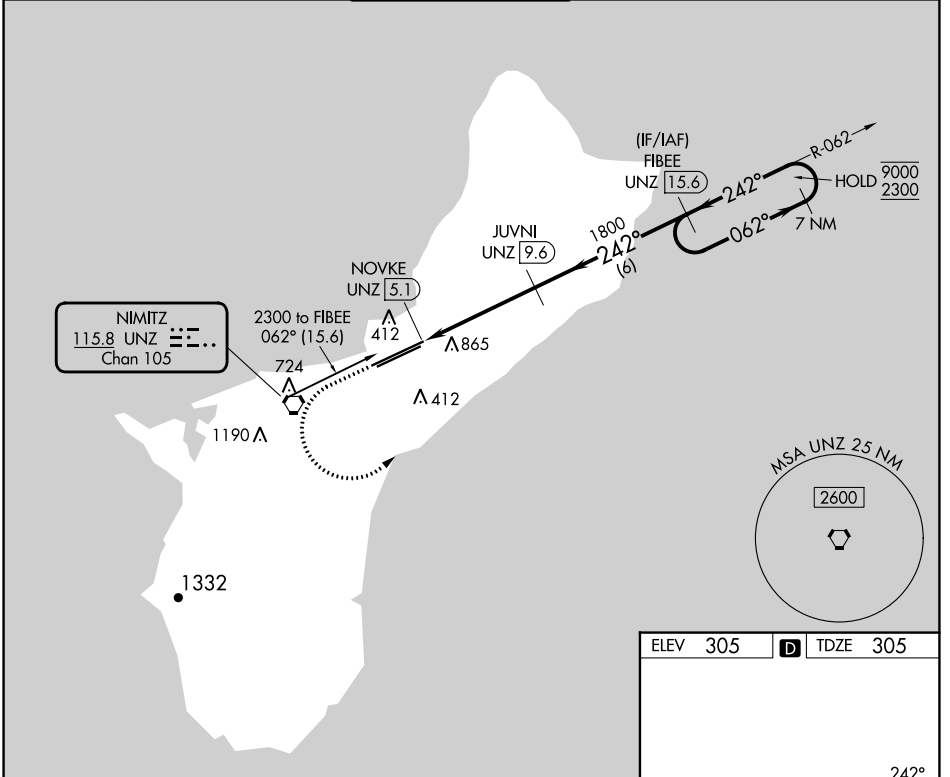 (IF/IAF)
FIBEE
UNZ 15.6
R-062
HOLD 9000
2300
242°
062°
7 NM
1800
242°
(6)
JUVNI
UNZ 9.6
NOVKE
UNZ 5.1
NIMITZ
115.8 UNZ
Chan 105
2300 to FIBEE
062° (15.6)
412
865
724
412
1190
1332
MSA UNZ 25 NM
2600
ELEV 305 D TDZE 305
242°